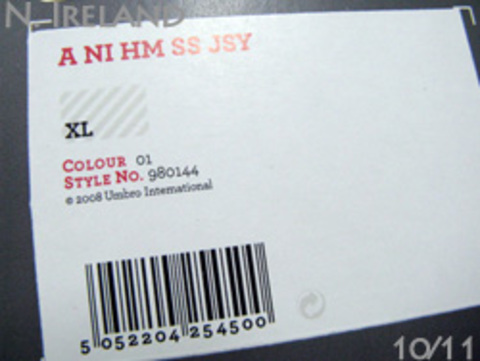 N. IRELAND
A NI HM SS JSY
XL
COLOUR 01
STYLE NO. 980144
© 2008 Umbro International
5 052204 254500
10/11